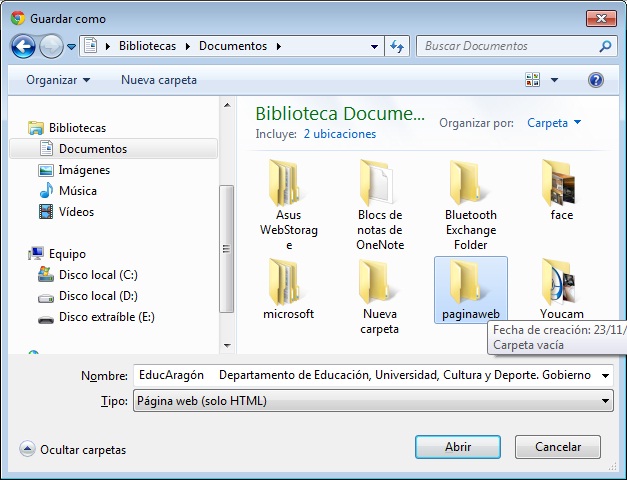 Guardar como
Bibliotecas Documentos
Buscar Documentos
Organizar Nueva carpeta
Bibliotecas
Documentos
Imágenes
Música
Vídeos
Equipo
Disco local (C:)
Disco local (D:)
Disco extraíble (E:)
Biblioteca Docume...
Incluye: 2 ubicaciones
Organizar por: Carpeta
Asus
WebStorag
e
Blocs de
notas de
OneNote
Bluetooth
Exchange
Folder
face
microsoft
Nueva
carpeta
paginaweb
Youcam
Fecha de creación: 23/11/
Carpeta vacía
Nombre: EducAragón Departamento de Educación, Universidad, Cultura y Deporte. Gobierno
Tipo: Página web (solo HTML)
Ocultar carpetas
Abrir
Cancelar